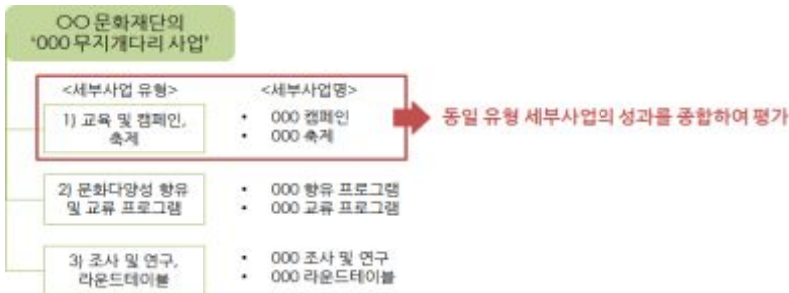 ○○ 문화재단의
'000 무지개다리 사업'
<세부사업 유형> <세부사업명>
1) 교육 및 캠페인,
축제
• 000 캠페인
• 000 축제
동일 유형 세부사업의 성과를 종합하여 평가
2) 문화다양성 향유
및 교류 프로그램
• 000 향유 프로그램
• 000 교류 프로그램
3) 조사 및 연구,
라운드테이블
• 000 조사 및 연구
• 000 라운드테이블